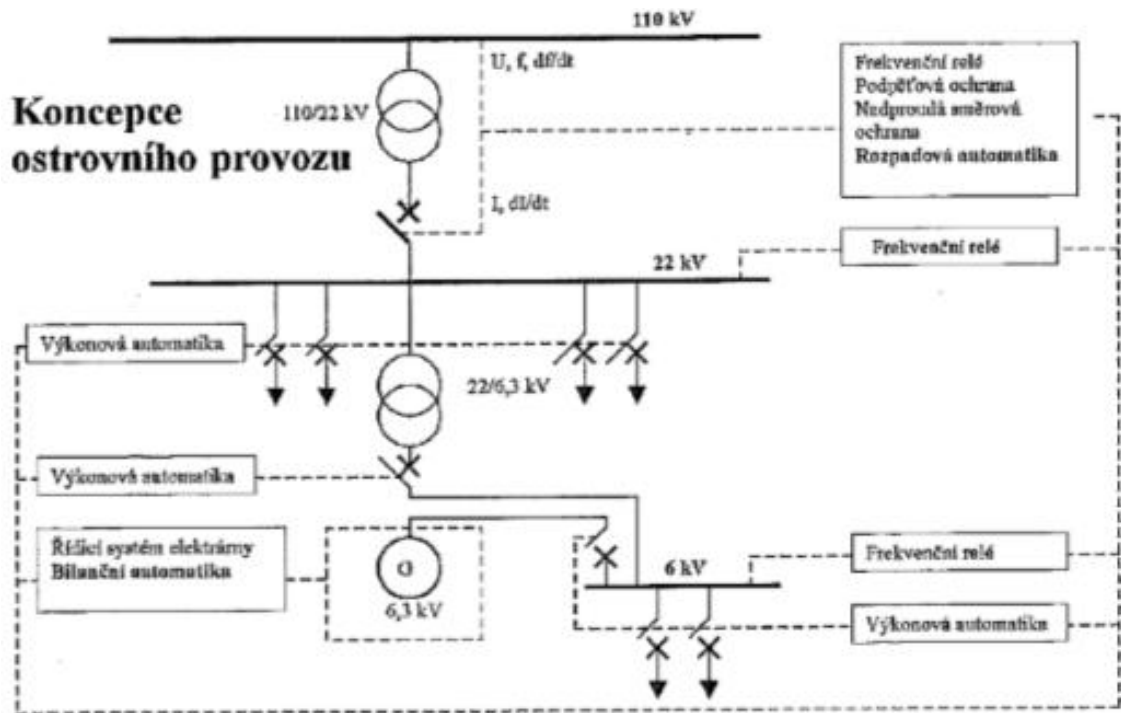 110 kV
U, f, df/dt
Frekvenční relé
Podpěťová ochrana
Nadproudá směrová
ochrana
Rozpadová automatika
Koncepce
ostrovního provozu
110/22 kV
I, dI/dt
Frekvenční relé
22 kV
Výkonová automatika
22/6,3 kV
Výkonová automatika
Řídicí systém elektrárny
Bilanční automatika
G
6,3 kV
6 kV
Frekvenční relé
Výkonová automatika